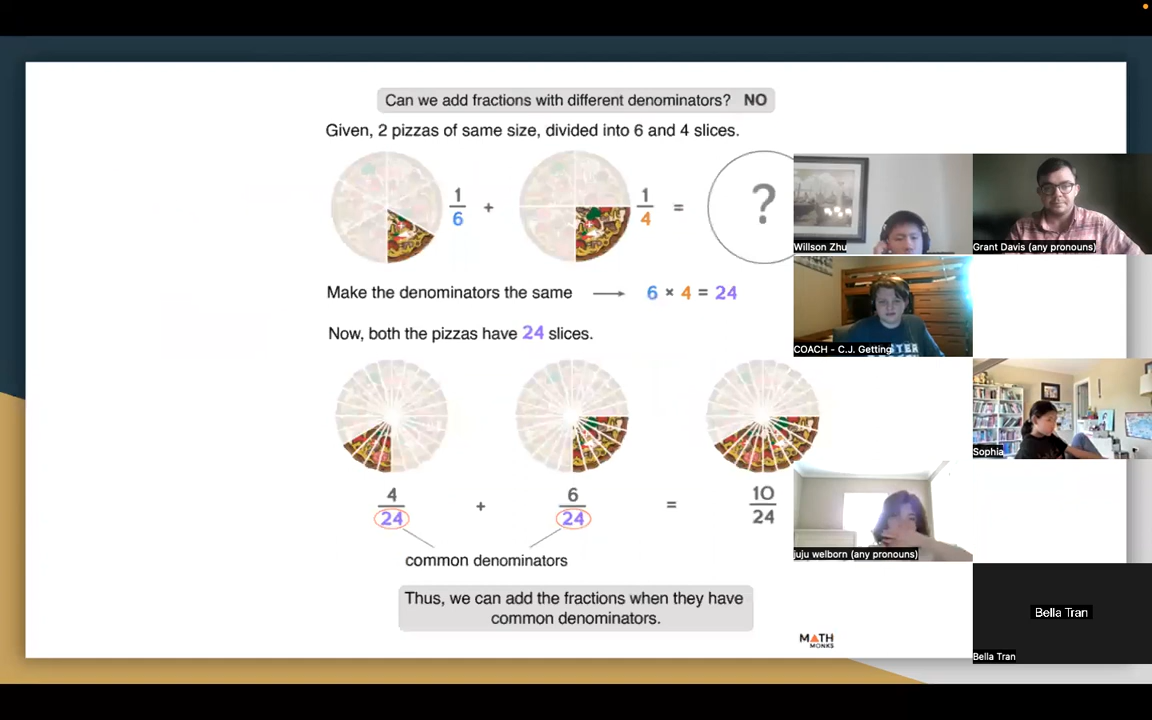 Can we add fractions with different denominators? NO
Given, 2 pizzas of same size, divided into 6 and 4 slices.
1/6 + 1/4 = ?
Make the denominators the same → 6 × 4 = 24
Now, both the pizzas have 24 slices.
4/24 + 6/24 = 10/24
common denominators
Thus, we can add the fractions when they have
common denominators.
MATH
MONKS
Willson Zhu
Grant Davis (any pronouns)
COACH - C.J. Getting
Sophia
juju welborn (any pronouns)
Bella Tran
Bella Tran